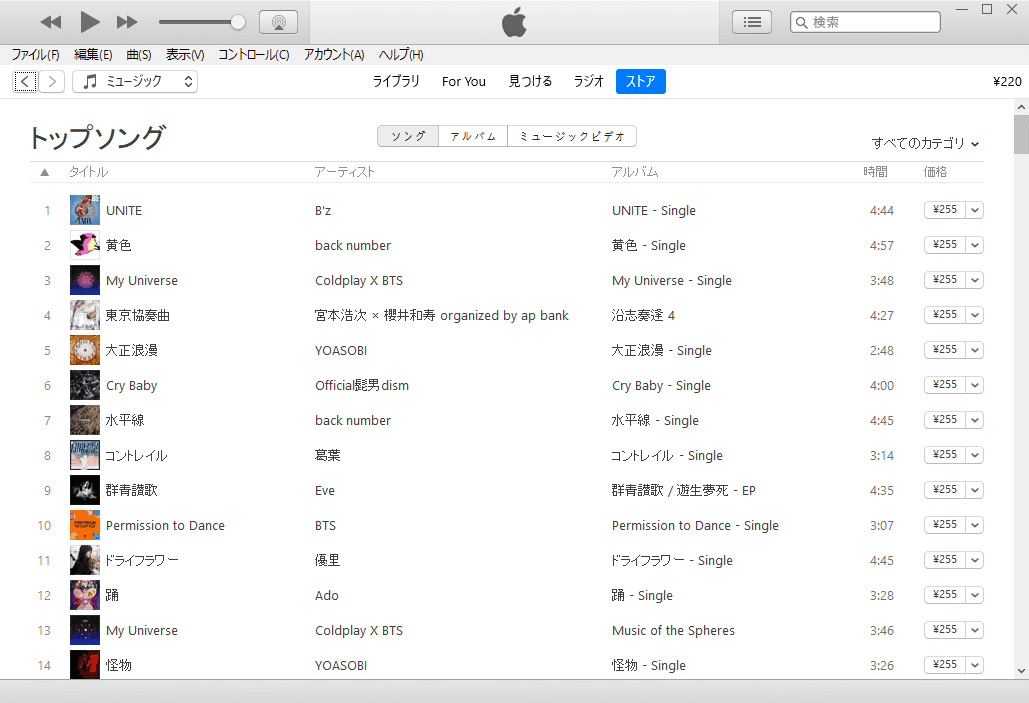 検索
ファイル(F) 編集(E) 曲(S) 表示(V) コントロール(C) アカウント(A) ヘルプ(H)
ミュージック ライブラリ For You 見つける ラジオ ストア ¥220
トップソング ソング アルバム ミュージックビデオ すべてのカテゴリ
タイトル アーティスト アルバム 時間 価格
1 UNITE B'z UNITE - Single 4:44 ¥255
2 黄色 back number 黄色 - Single 4:57 ¥255
3 My Universe Coldplay X BTS My Universe - Single 3:48 ¥255
4 東京協奏曲 宮本浩次 × 櫻井和寿 organized by ap bank 沿志奏逢 4 4:27 ¥255
5 大正浪漫 YOASOBI 大正浪漫 - Single 2:48 ¥255
6 Cry Baby Official髭男dism Cry Baby - Single 4:00 ¥255
7 水平線 back number 水平線 - Single 4:45 ¥255
8 コントレイル 葛葉 コントレイル - Single 3:14 ¥255
9 群青讃歌 Eve 群青讃歌 / 遊生夢死 - EP 4:35 ¥255
10 Permission to Dance BTS Permission to Dance - Single 3:07 ¥255
11 ドライフラワー 優里 ドライフラワー - Single 4:45 ¥255
12 踊 Ado 踊 - Single 3:28 ¥255
13 My Universe Coldplay X BTS Music of the Spheres 3:46 ¥255
14 怪物 YOASOBI 怪物 - Single 3:26 ¥255